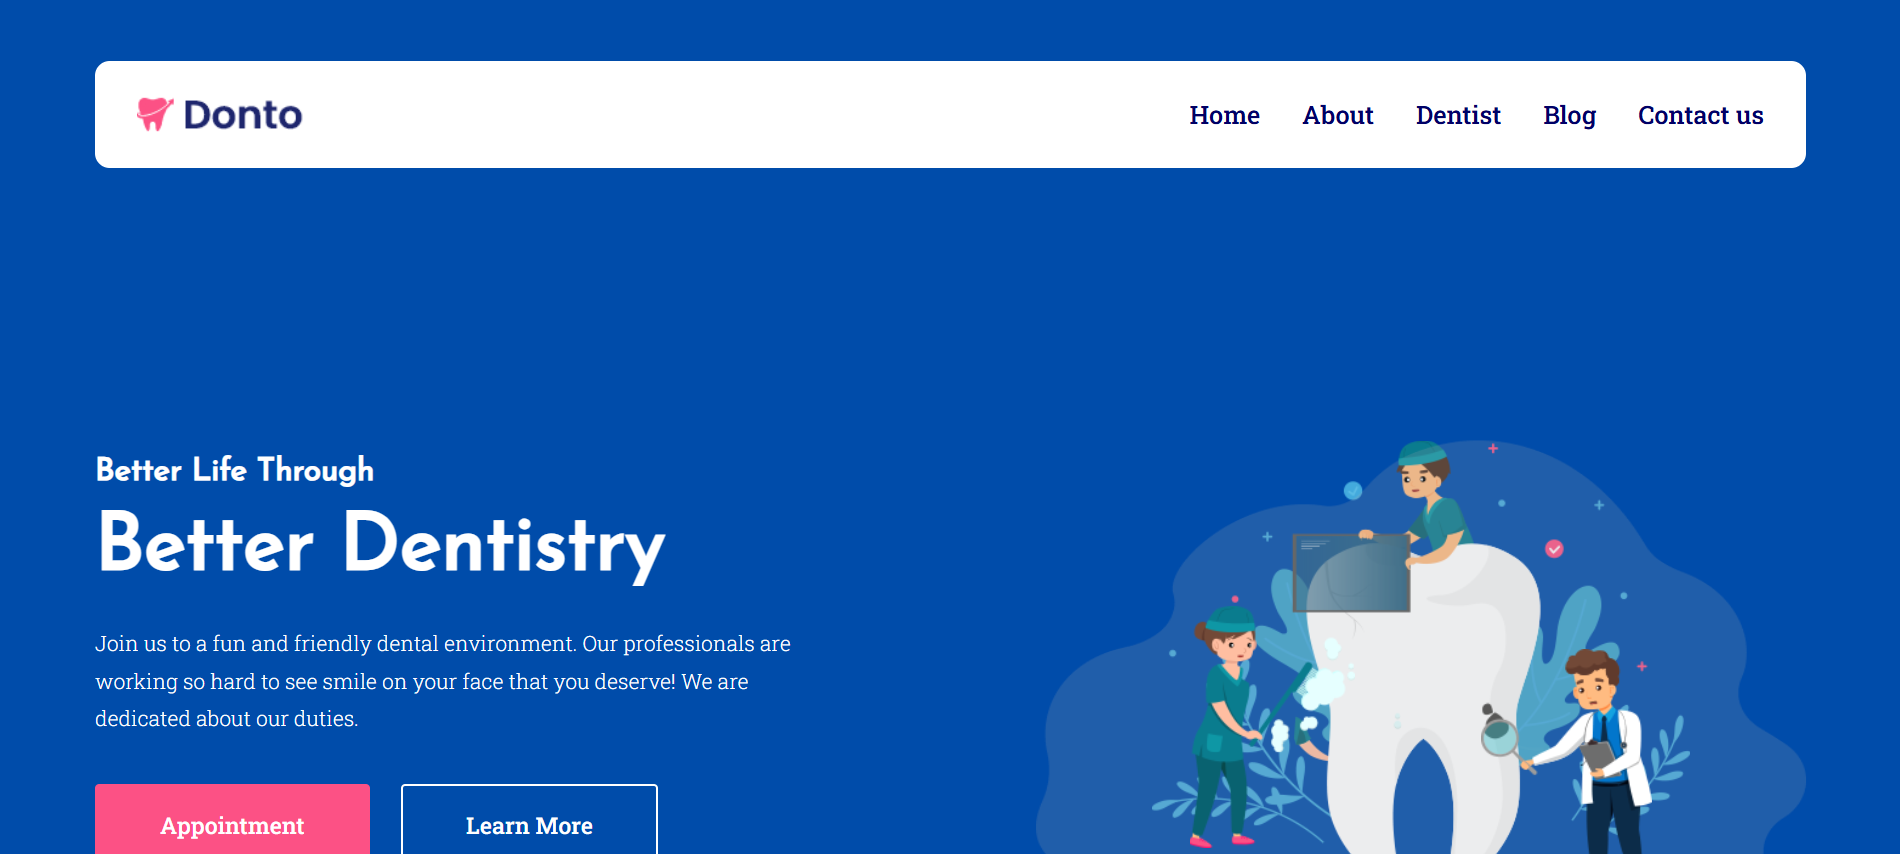 Donto
Home About Dentist Blog Contact us
Better Life Through
Better Dentistry
Join us to a fun and friendly dental environment. Our professionals are
working so hard to see smile on your face that you deserve! We are
dedicated about our duties.
Appointment
Learn More